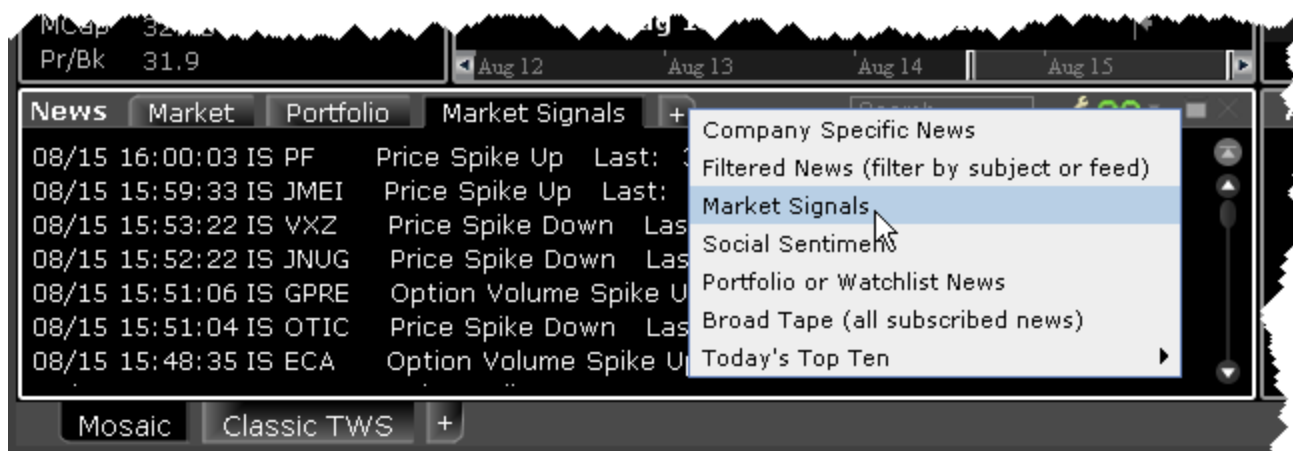 MCap
Pr/Bk 31.9
Aug 12 Aug 13 Aug 14 Aug 15
News Market Portfolio Market Signals +
08/15 16:00:03 IS PF Price Spike Up Last:
08/15 15:59:33 IS JMEI Price Spike Up Last:
08/15 15:53:22 IS VXZ Price Spike Down
08/15 15:52:22 IS JNUG Price Spike Down
08/15 15:51:06 IS GPRE Option Volume Spike
08/15 15:51:04 IS OTIC Price Spike Down
08/15 15:48:35 IS ECA Option Volume Spike
Company Specific News
Filtered News (filter by subject or feed)
Market Signals
Social Sentiment
Portfolio or Watchlist News
Broad Tape (all subscribed news)
Today's Top Ten
Mosaic Classic TWS +